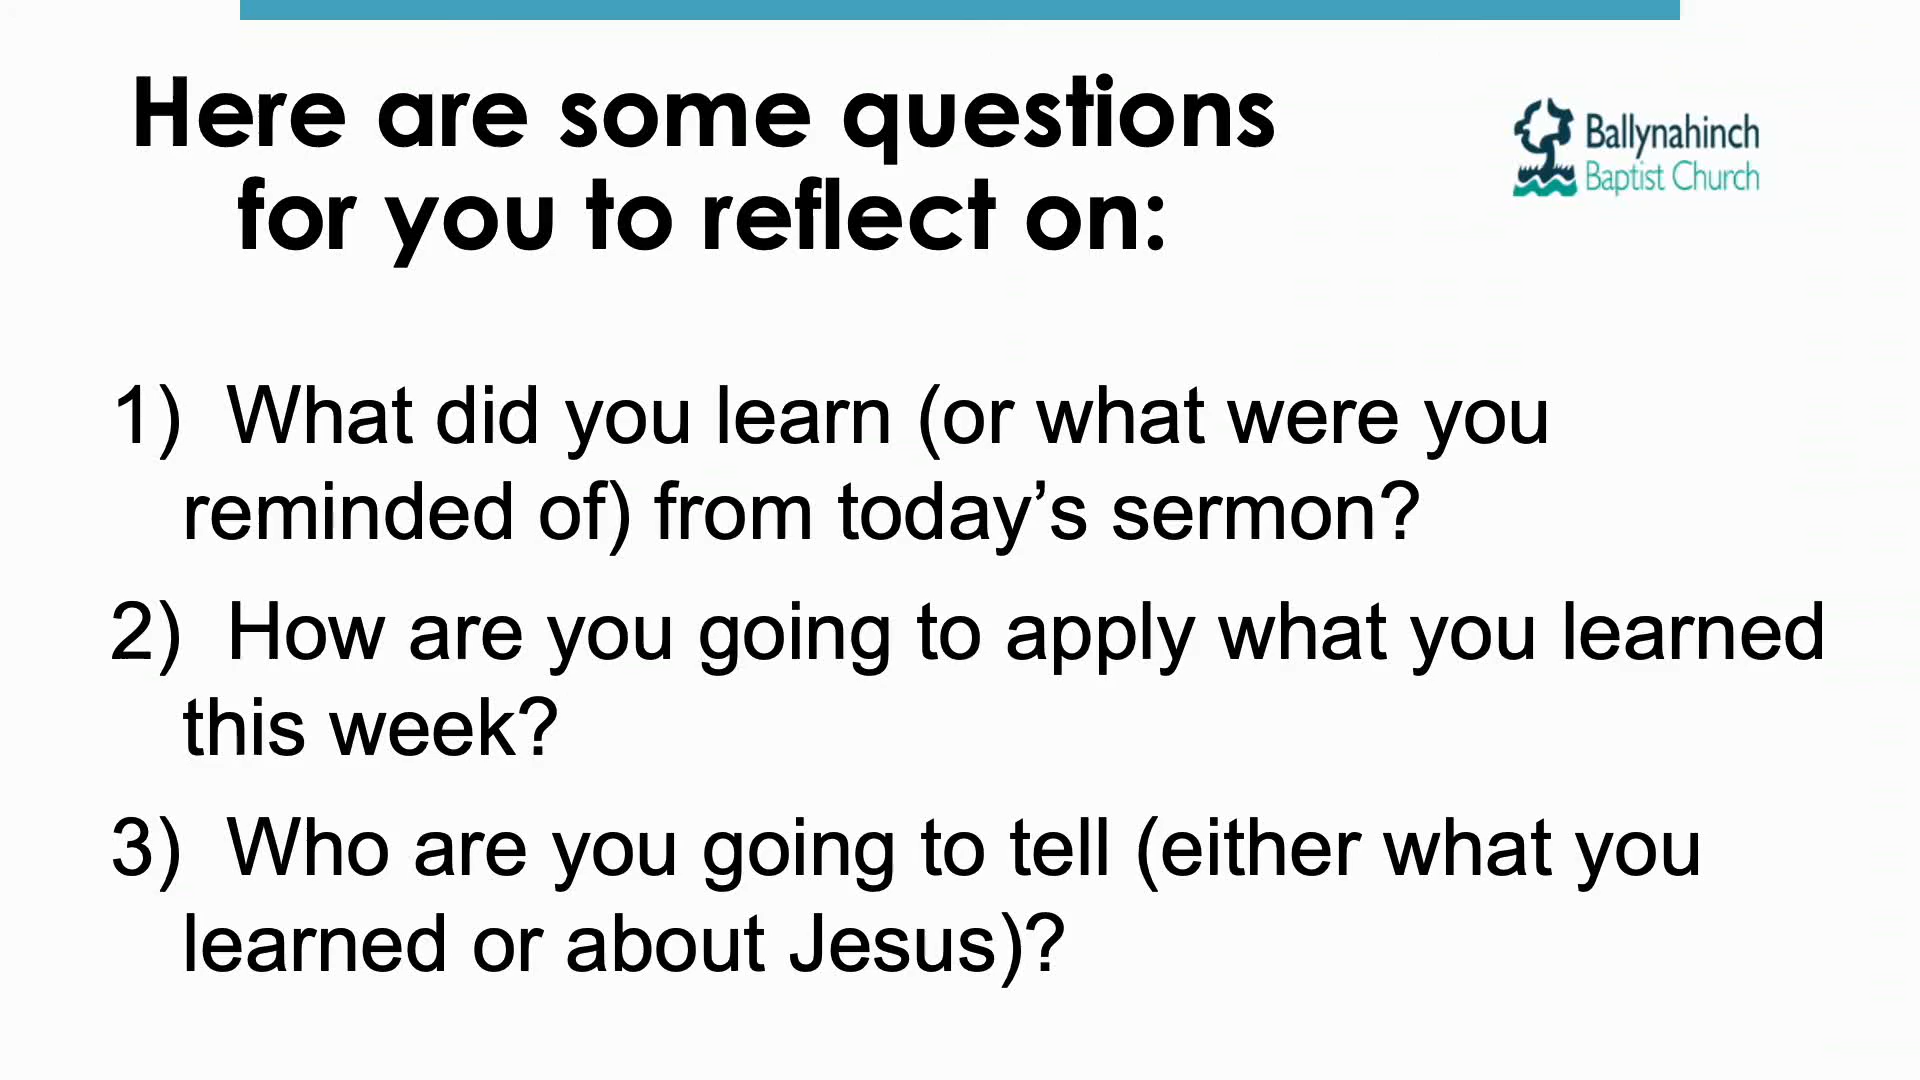 Here are some questions
for you to reflect on:
Ballynahinch
Baptist Church
1) What did you learn (or what were you
reminded of) from today’s sermon?
2) How are you going to apply what you learned
this week?
3) Who are you going to tell (either what you
learned or about Jesus)?